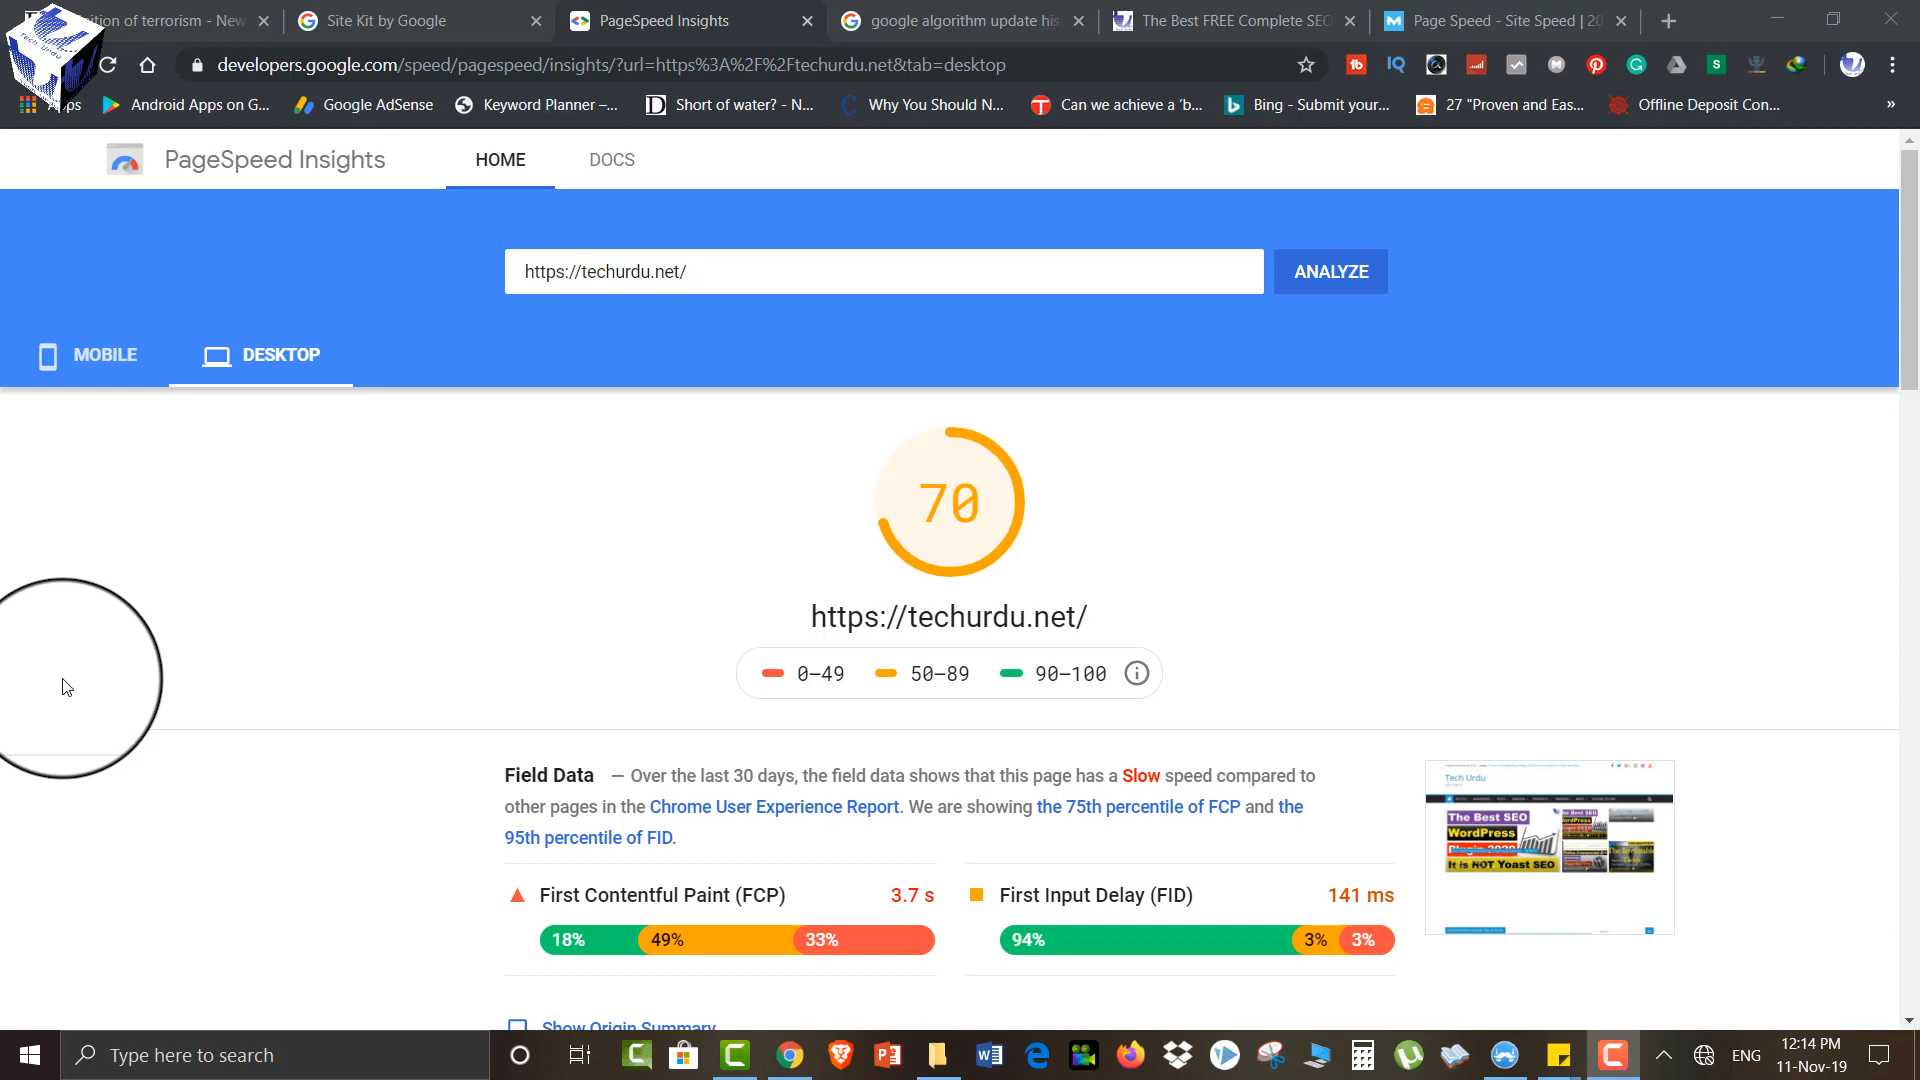 ition of terrorism - New
Site Kit by Google
PageSpeed Insights
google algorithm update his
The Best FREE Complete SEO
Page Speed - Site Speed | 20
Tech Urdu
developers.google.com/speed/pagespeed/insights/?url=https%3A%2F%2Ftechurdu.net&tab=desktop
Apps
Android Apps on G...
Google AdSense
Keyword Planner –...
Short of water? - N...
Why You Should N...
Can we achieve a ‘b...
Bing - Submit your...
27 "Proven and Eas...
Offline Deposit Con...
»
PageSpeed Insights
HOME
DOCS
https://techurdu.net/
ANALYZE
MOBILE
DESKTOP
70
https://techurdu.net/
0–49
50–89
90–100
Field Data — Over the last 30 days, the field data shows that this page has a Slow speed compared to
other pages in the Chrome User Experience Report. We are showing the 75th percentile of FCP and the
95th percentile of FID.
Tech Urdu
The Best SEO
WordPress
It is NOT Yoast SEO
First Contentful Paint (FCP) 3.7 s
First Input Delay (FID) 141 ms
18% 49% 33%
94% 3% 3%
Show Origin Summary
Type here to search
ENG
12:14 PM
11-Nov-19